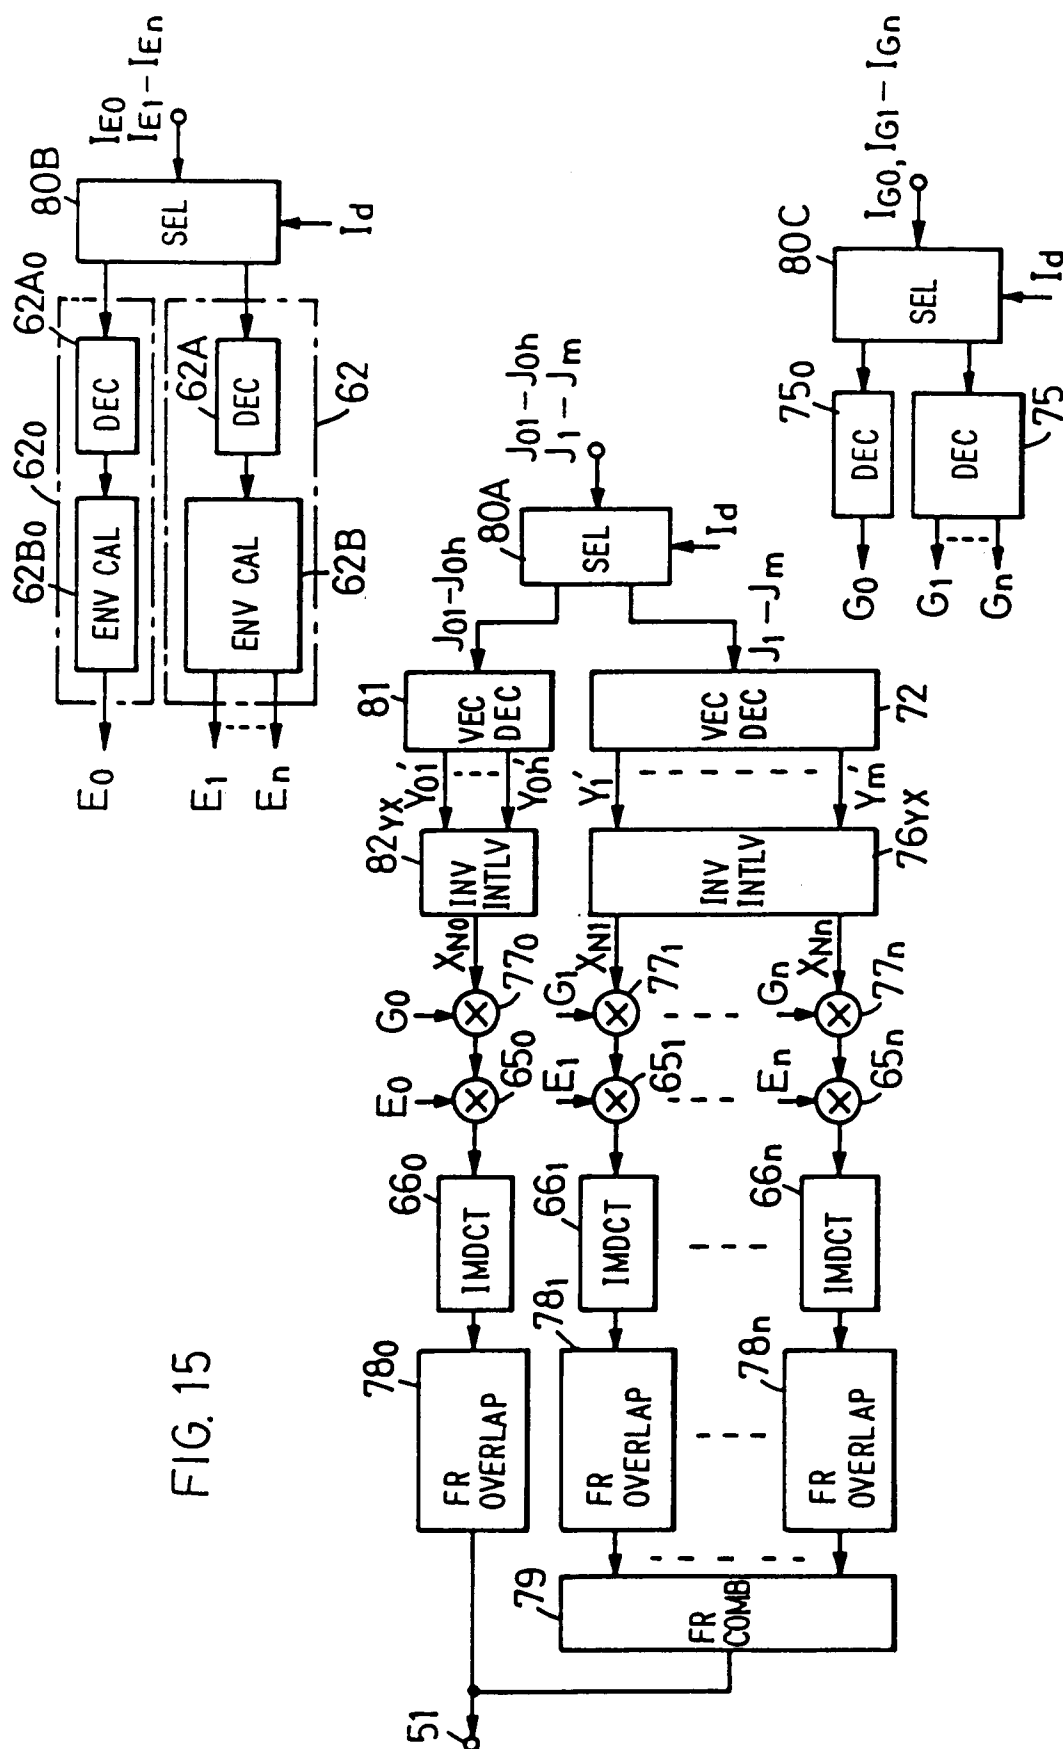 FIG. 15
62B0
620
62A0
80B
IE0
IE1-IEn
E0
ENV CAL
DEC
SEL
62A
E1
En
ENV CAL
DEC
Id
62B
62
51
780
660
E0
G0
XN0
82YX
Y01'
81
J01-J0h
80A
J01-J0h
J1-Jm
FR OVERLAP
IMDCT
650
770
INV INTLV
Y0h'
VEC DEC
SEL
Id
79
FR COMB
781
661
E1
G1
XN1
Y1'
J1-Jm
FR OVERLAP
IMDCT
651
771
INV INTLV
VEC DEC
78n
66n
En
Gn
XNn
Ym'
FR OVERLAP
IMDCT
65n
77n
76YX
72
750
80C
IG0, IG1-IGn
G0
DEC
SEL
G1
Gn
DEC
Id
75